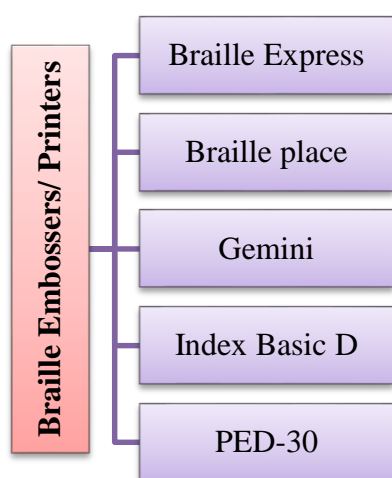 Braille Embossers/ Printers
Braille Express
Braille place
Gemini
Index Basic D
PED-30